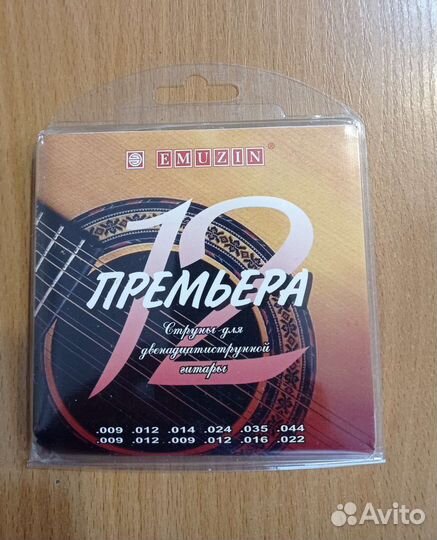 EMUZIN®
12
ПРЕМЬЕРА
Струны для
двенадцатиструнной
гитары
.009 .012 .014 .024 .035 .044
.009 .012 .009 .012 .016 .022
Avito